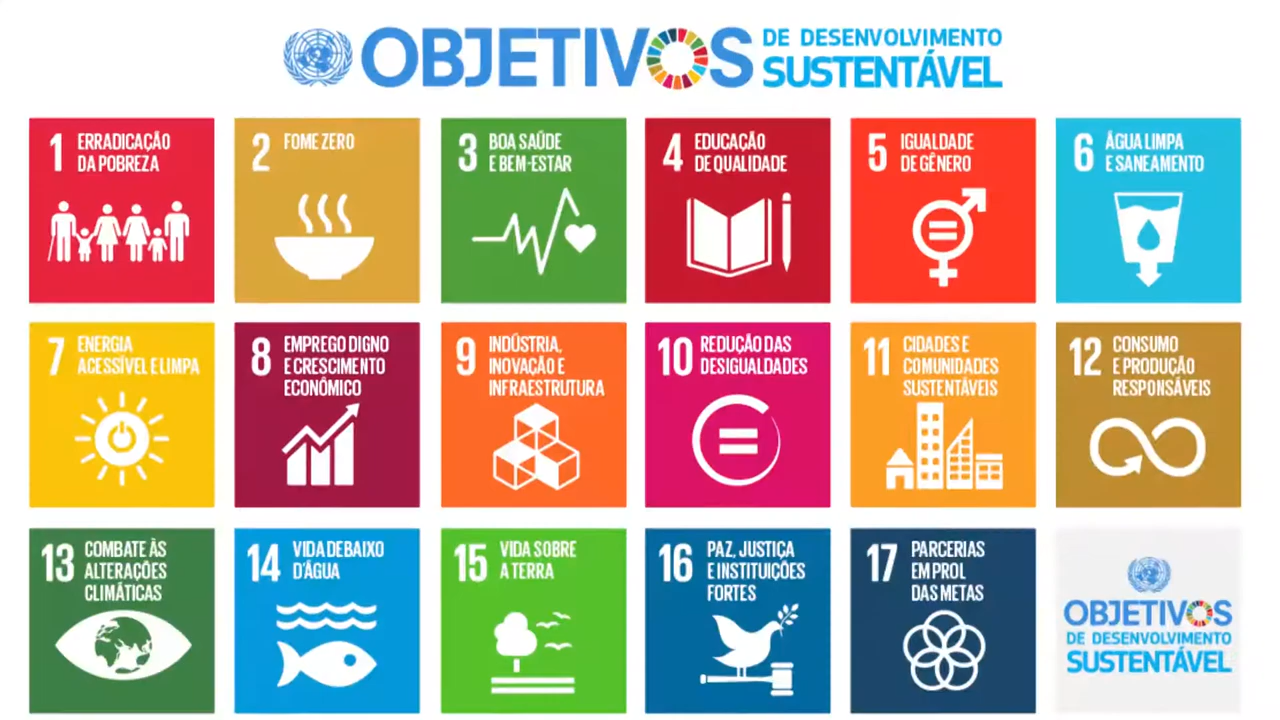 OBJETIVOS DE DESENVOLVIMENTO
SUSTENTÁVEL
1 ERRADICAÇÃO
DA POBREZA
2 FOME ZERO
3 BOA SAÚDE
E BEM-ESTAR
4 EDUCAÇÃO
DE QUALIDADE
5 IGUALDADE
DE GÊNERO
6 ÁGUA LIMPA
E SANEAMENTO
7 ENERGIA
ACESSÍVEL E LIMPA
8 EMPREGO DIGNO
E CRESCIMENTO
ECONÔMICO
9 INDÚSTRIA,
INOVAÇÃO E
INFRAESTRUTURA
10 REDUÇÃO DAS
DESIGUALDADES
11 CIDADES E
COMUNIDADES
SUSTENTÁVEIS
12 CONSUMO
E PRODUÇÃO
RESPONSÁVEIS
13 COMBATE ÀS
ALTERAÇÕES
CLIMÁTICAS
14 VIDA DEBAIXO
D'ÁGUA
15 VIDA SOBRE
A TERRA
16 PAZ, JUSTIÇA
E INSTITUIÇÕES
FORTES
17 PARCERIAS
EM PROL
DAS METAS
OBJETIVOS
DE DESENVOLVIMENTO
SUSTENTÁVEL